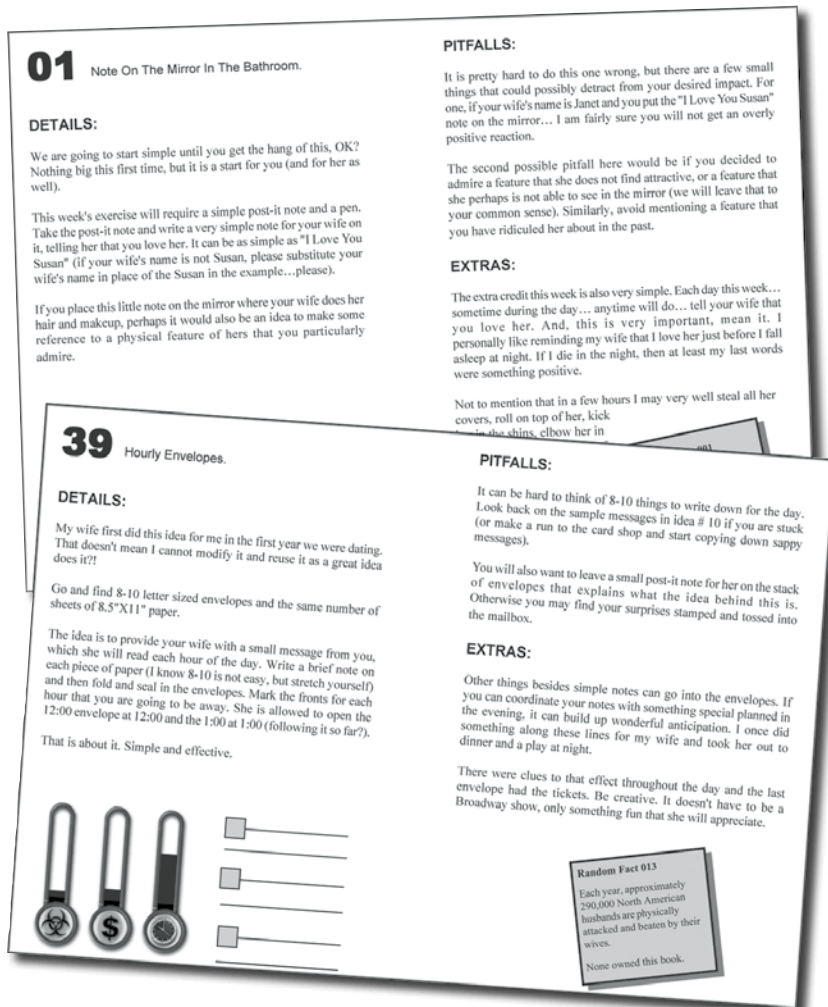 01 Note On The Mirror In The Bathroom.
DETAILS:
We are going to start simple until you get the hang of this, OK?
Nothing big this first time, but it is a start for you (and for her as
well).
This week's exercise will require a simple post-it note and a pen.
Take the post-it note and write a very simple note for your wife on
it, telling her that you love her. It can be as simple as "I Love You
Susan" (if your wife's name is not Susan, please substitute your
wife's name in place of the Susan in the example…please).
If you place this little note on the mirror where your wife does her
hair and makeup, perhaps it would also be an idea to make some
reference to a physical feature of hers that you particularly
admire.
PITFALLS:
It is pretty hard to do this one wrong, but there are a few small
things that could possibly detract from your desired impact. For
one, if your wife's name is Janet and you put the "I Love You Susan"
note on the mirror… I am fairly sure you will not get an overly
positive reaction.
The second possible pitfall here would be if you decided to
admire a feature that she does not find attractive, or a feature that
she perhaps is not able to see in the mirror (we will leave that to
your common sense). Similarly, avoid mentioning a feature that
you have ridiculed her about in the past.
EXTRAS:
The extra credit this week is also very simple. Each day this week…
sometime during the day… anytime will do… tell your wife that
you love her. And, this is very important, mean it. I
personally like reminding my wife that I love her just before I fall
asleep at night. If I die in the night, then at least my last words
were something positive.
Not to mention that in a few hours I may very well steal all her
covers, roll on top of her, kick
in the shins, elbow her in
001
39 Hourly Envelopes.
DETAILS:
My wife first did this idea for me in the first year we were dating.
That doesn't mean I cannot modify it and reuse it as a great idea
does it?!
Go and find 8-10 letter sized envelopes and the same number of
sheets of 8.5"X11" paper.
The idea is to provide your wife with a small message from you,
which she will read each hour of the day. Write a brief note on
each piece of paper (I know 8-10 is not easy, but stretch yourself)
and then fold and seal in the envelopes. Mark the fronts for each
hour that you are going to be away. She is allowed to open the
12:00 envelope at 12:00 and the 1:00 at 1:00 (following it so far?).
That is about it. Simple and effective.
$
PITFALLS:
It can be hard to think of 8-10 things to write down for the day.
Look back on the sample messages in idea # 10 if you are stuck
(or make a run to the card shop and start copying down sappy
messages).
You will also want to leave a small post-it note for her on the stack
of envelopes that explains what the idea behind this is.
Otherwise you may find your surprises stamped and tossed into
the mailbox.
EXTRAS:
Other things besides simple notes can go into the envelopes. If
you can coordinate your notes with something special planned in
the evening, it can build up wonderful anticipation. I once did
something along these lines for my wife and took her out to
dinner and a play at night.
There were clues to that effect throughout the day and the last
envelope had the tickets. Be creative. It doesn't have to be a
Broadway show, only something fun that she will appreciate.
Random Fact 013
Each year, approximately
290,000 North American
husbands are physically
attacked and beaten by their
wives.
None owned this book.